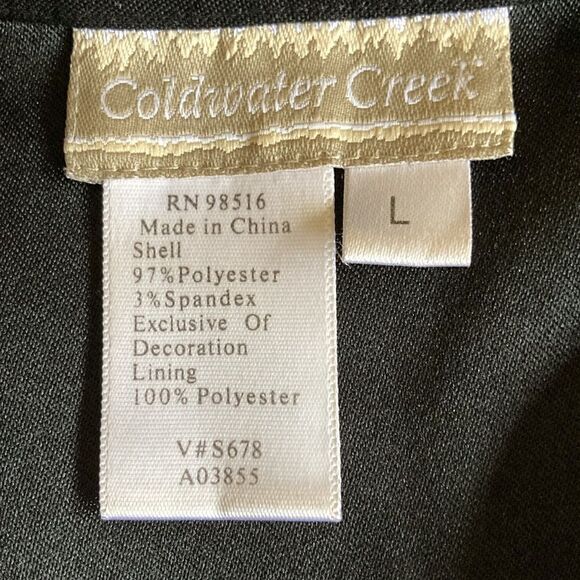 Coldwater Creek
L
RN 98516
Made in China
Shell
97%Polyester
3%Spandex
Exclusive Of
Decoration
Lining
100% Polyester
V#S678
A03855